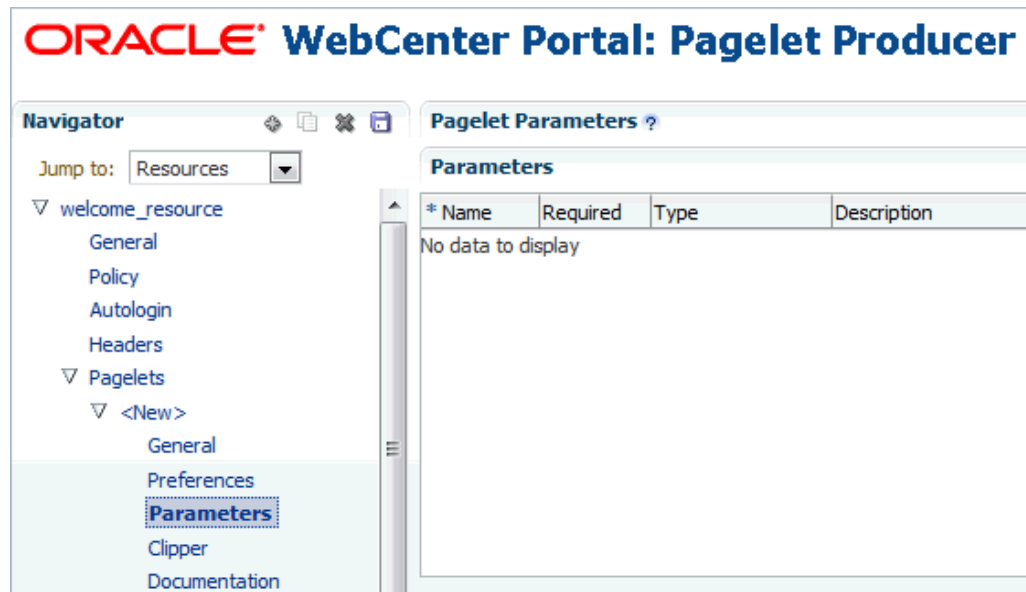 ORACLE WebCenter Portal: Pagelet Producer
Navigator
Jump to: Resources
welcome_resource
General
Policy
Autologin
Headers
Pagelets
<New>
General
Preferences
Parameters
Clipper
Documentation
Pagelet Parameters ?
Parameters
* Name Required Type Description
No data to display